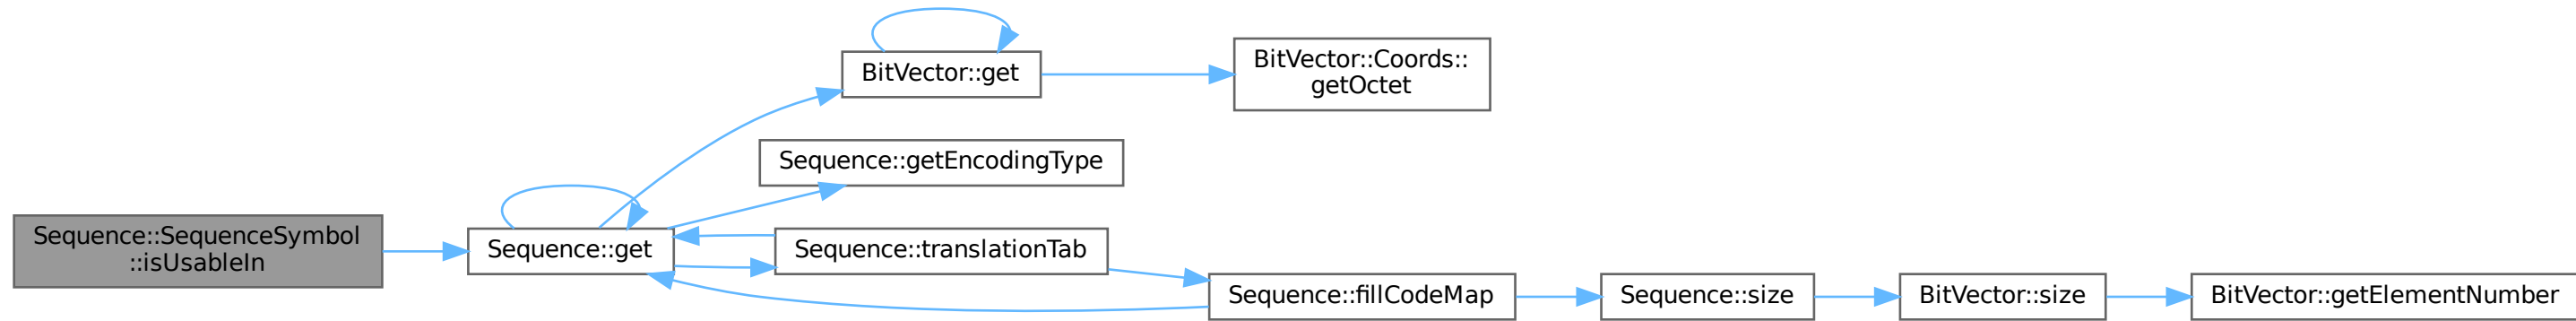 Sequence::SequenceSymbol
::isUsableIn
Sequence::get
BitVector::get
BitVector::Coords::
getOctet
Sequence::getEncodingType
Sequence::translationTab
Sequence::fillCodeMap
Sequence::size
BitVector::size
BitVector::getElementNumber